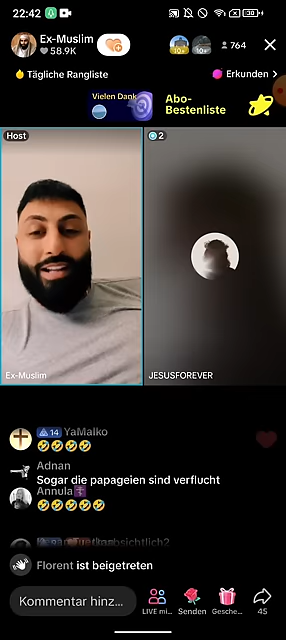 22:42
Ex-Muslim
58.9K
10+
10+
764
Tägliche Rangliste
Erkunden >
Vielen Dank
Abo-
Bestenliste
Host
2
Ex-Muslim
JESUSFOREVER
14 YaMalko
🤣🤣🤣🤣
Adnan
Sogar die papageien sind verflucht
Annula✝️
🤣🤣🤣🤣🤣
Florent ist beigetreten
Kommentar hinz...
LIVE mi...
Senden
Gesche...
45